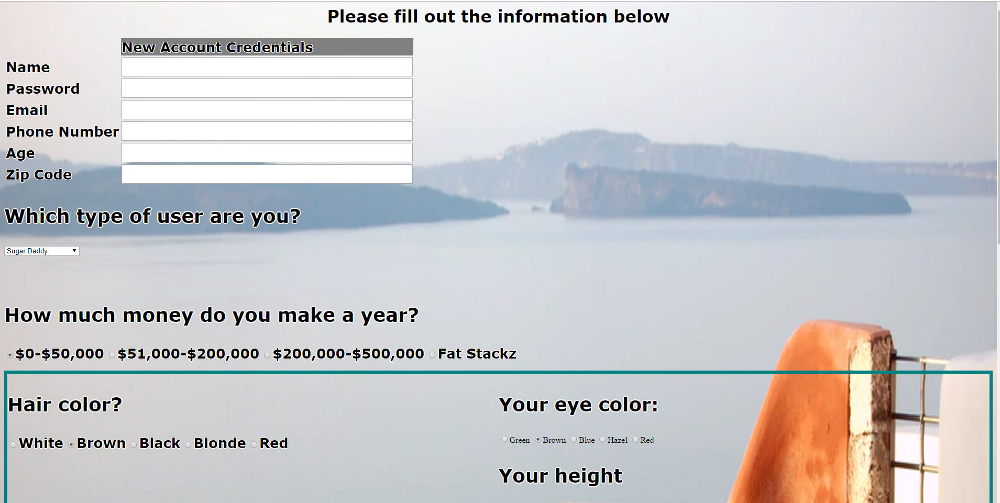 Please fill out the information below
New Account Credentials
Name
Password
Email
Phone Number
Age
Zip Code
Which type of user are you?
Sugar Daddy
How much money do you make a year?
$0-$50,000 $51,000-$200,000 $200,000-$500,000 Fat Stackz
Hair color?
White Brown Black Blonde Red
Your eye color:
Green Brown Blue Hazel Red
Your height